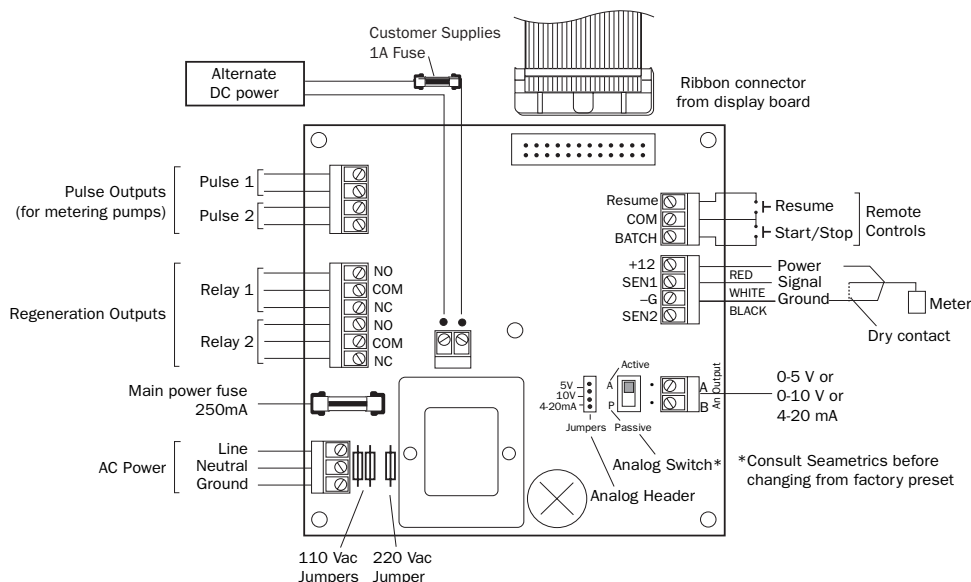 Customer Supplies
1A Fuse
Alternate
DC power
Ribbon connector
from display board
Pulse Outputs
(for metering pumps)
Pulse 1
Pulse 2
Resume
COM
BATCH
Resume
Start/Stop
Remote
Controls
+12
SEN1
–G
SEN2
RED
WHITE
BLACK
Power
Signal
Ground
Meter
Dry contact
Regeneration Outputs
Relay 1
Relay 2
NO
COM
NC
NO
COM
NC
Main power fuse
250mA
5V
10V
4-20mA
Jumpers
A
Active
P
Passive
A
B
An Output
0-5 V or
0-10 V or
4-20 mA
Analog Switch*
Analog Header
*Consult Seametrics before
changing from factory preset
AC Power
Line
Neutral
Ground
110 Vac
Jumpers
220 Vac
Jumper